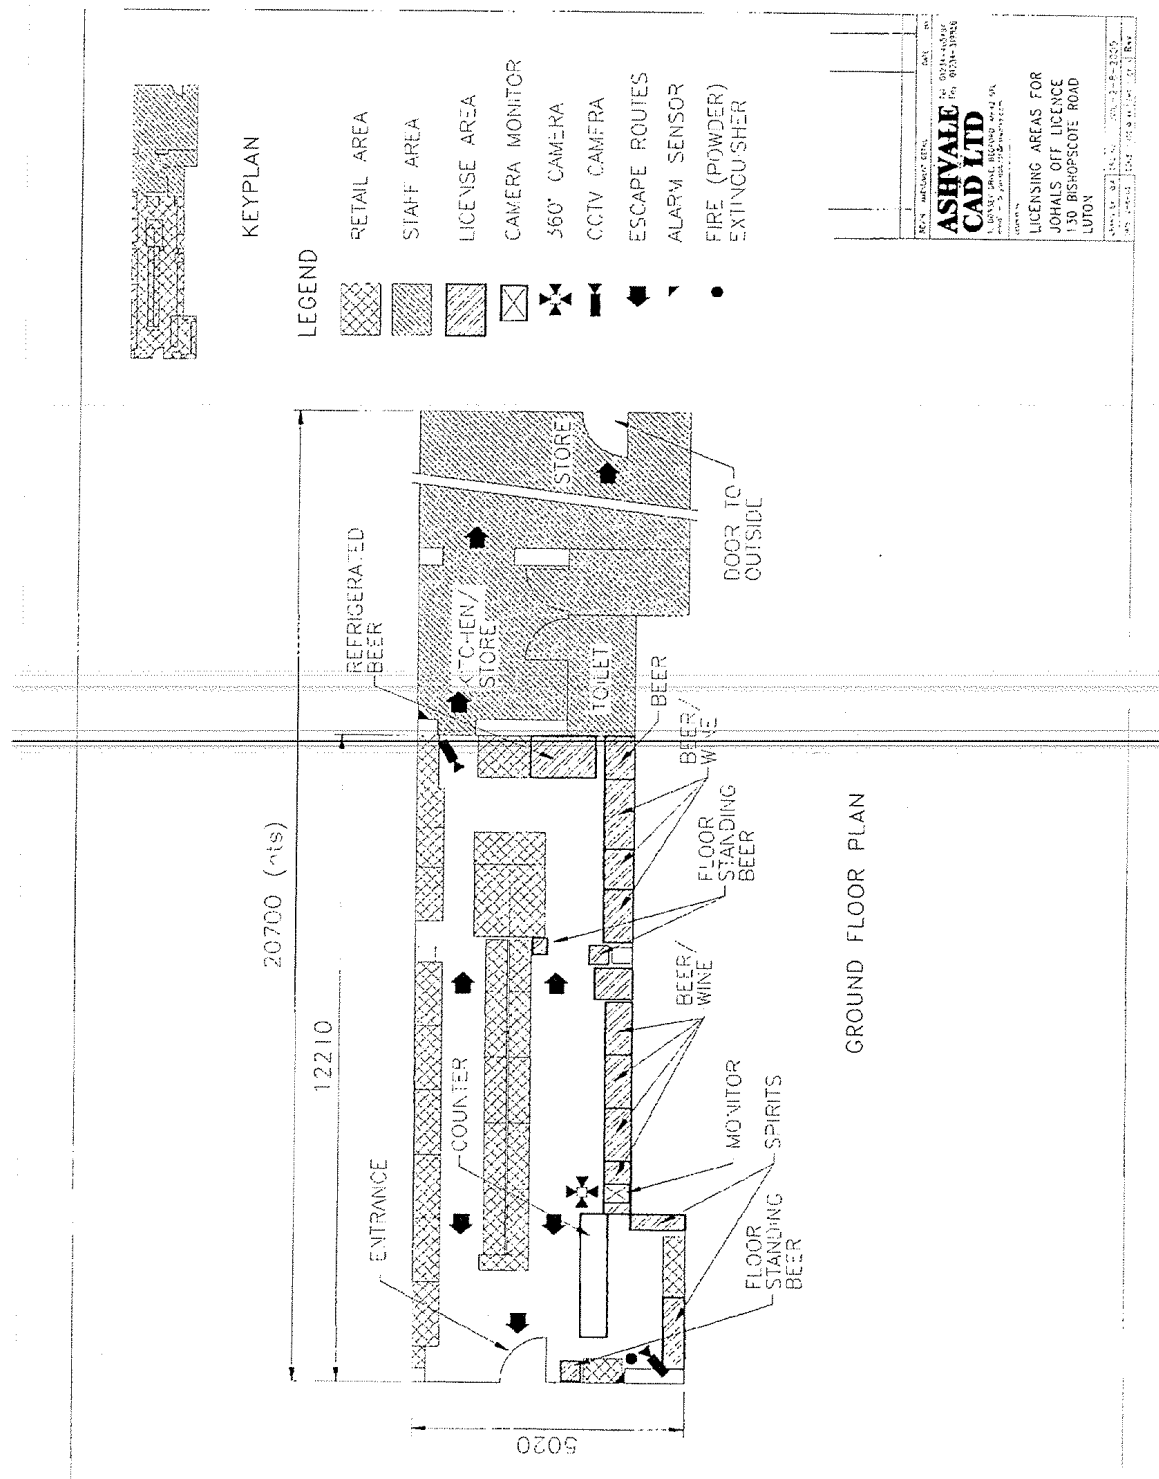 KEYPLAN
LEGEND
RETAIL AREA
STAFF AREA
LICENSE AREA
CAMERA MONITOR
360° CAMERA
CCTV CAMERA
ESCAPE ROUTES
ALARM SENSOR
FIRE (POWDER)
EXTINGUISHER
20700 (nts)
12210
5020
ENTRANCE
COUNTER
REFRIGERATED
BEER
KITCHEN/
STORE
TOILET
STORE
DOOR TO
OUTSIDE
BEER
BEER/
WINE
FLOOR
STANDING
BEER
BEER/
WINE
MONITOR
SPIRITS
FLOOR
STANDING
BEER
GROUND FLOOR PLAN
DATE
ASHVALE
CAD LTD
LICENSING AREAS FOR
JOHALS OFF LICENCE
130 BISHOPSCOTE ROAD
LUTON